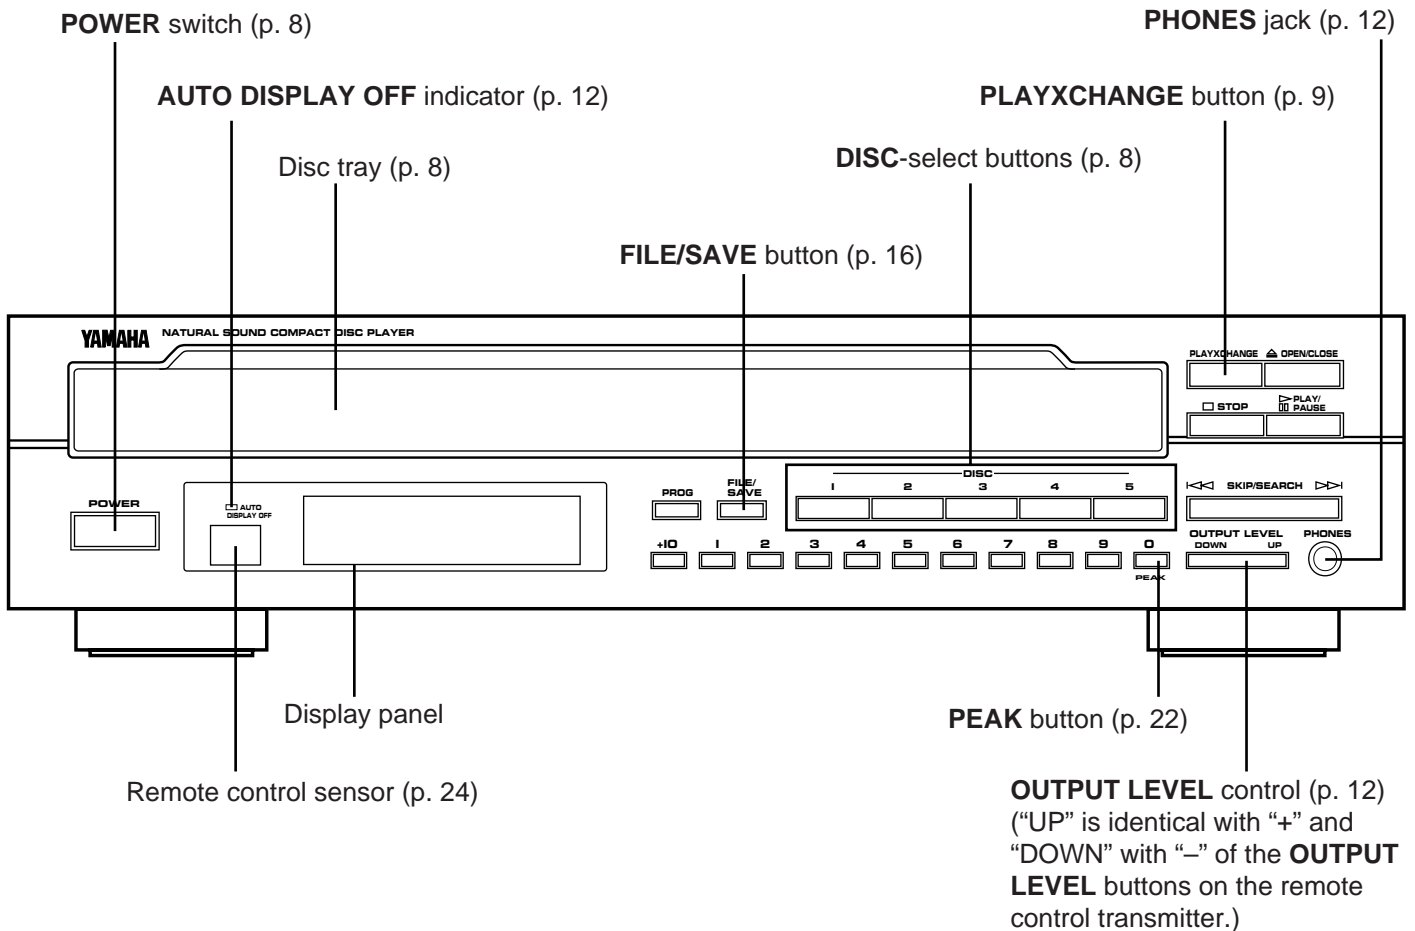 POWER switch (p. 8)
PHONES jack (p. 12)
AUTO DISPLAY OFF indicator (p. 12)
PLAYXCHANGE button (p. 9)
Disc tray (p. 8)
DISC-select buttons (p. 8)
FILE/SAVE button (p. 16)
YAMAHA NATURAL SOUND COMPACT DISC PLAYER
PLAYXCHANGE OPEN/CLOSE
STOP
PLAY/
PAUSE
POWER
AUTO
DISPLAY OFF
PROG
FILE/
SAVE
DISC
1 2 3 4 5
SKIP/SEARCH
+10 1 2 3 4 5 6 7 8 9 0
PEAK
OUTPUT LEVEL
DOWN UP
PHONES
Display panel
PEAK button (p. 22)
Remote control sensor (p. 24)
OUTPUT LEVEL control (p. 12)
(“UP” is identical with “+” and
“DOWN” with “–” of the OUTPUT
LEVEL buttons on the remote
control transmitter.)